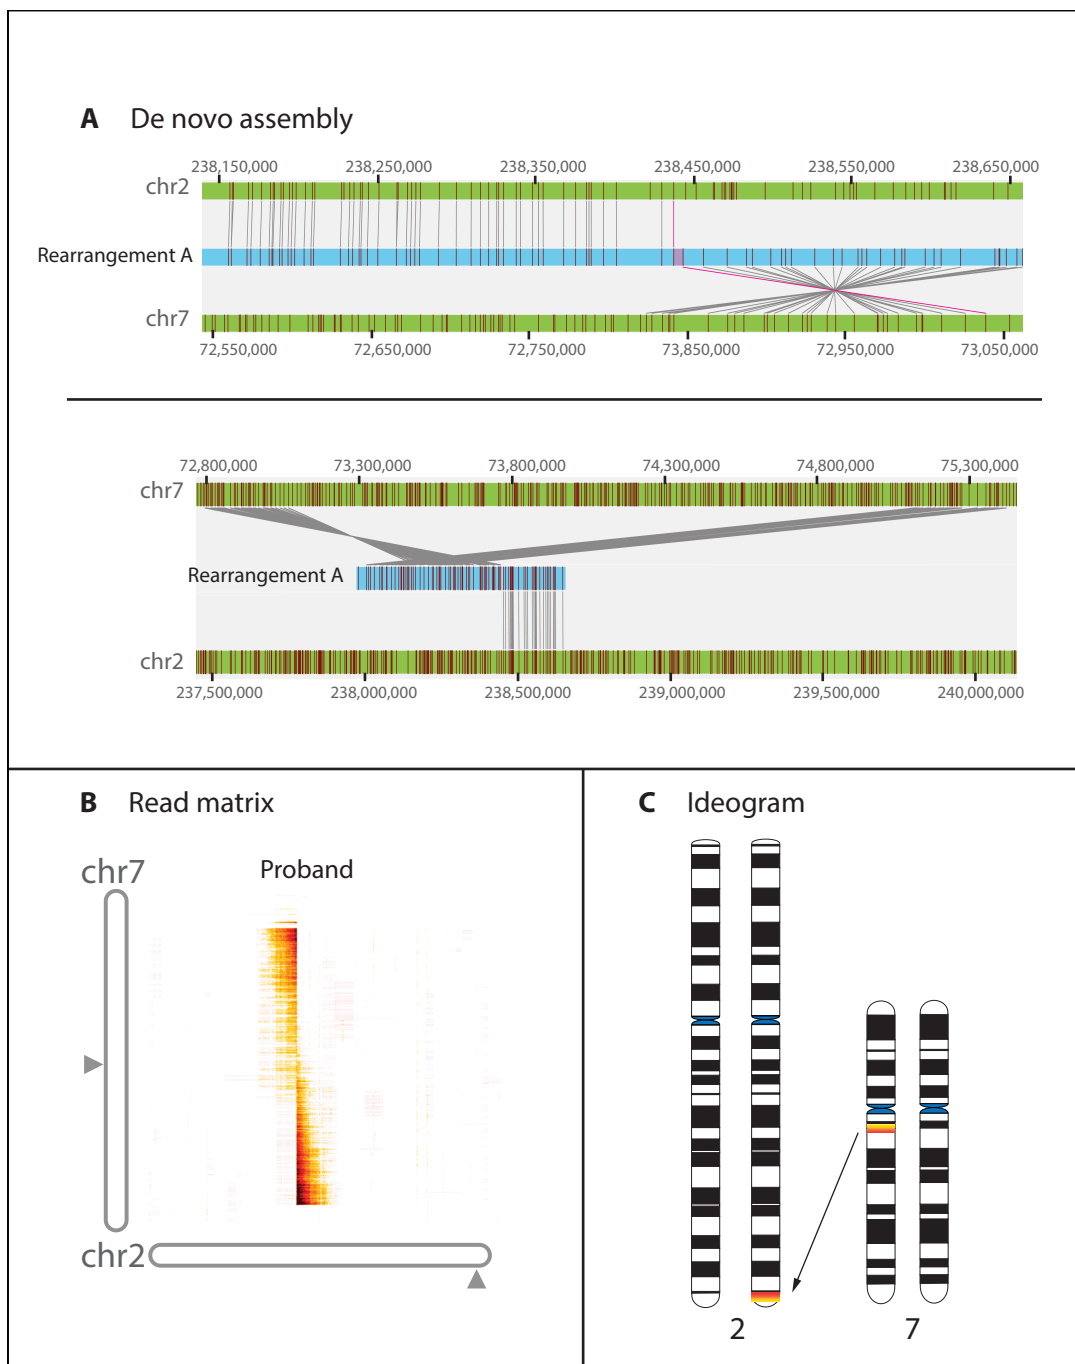 A De novo assembly
238,150,000 238,250,000 238,350,000 238,450,000 238,550,000 238,650,000
chr2
Rearrangement A
chr7
72,550,000 72,650,000 72,750,000 73,850,000 72,950,000 73,050,000
72,800,000 73,300,000 73,800,000 74,300,000 74,800,000 75,300,000
chr7
Rearrangement A
chr2
237,500,000 238,000,000 238,500,000 239,000,000 239,500,000 240,000,000
B Read matrix
chr7
Proband
chr2
C Ideogram
2 7